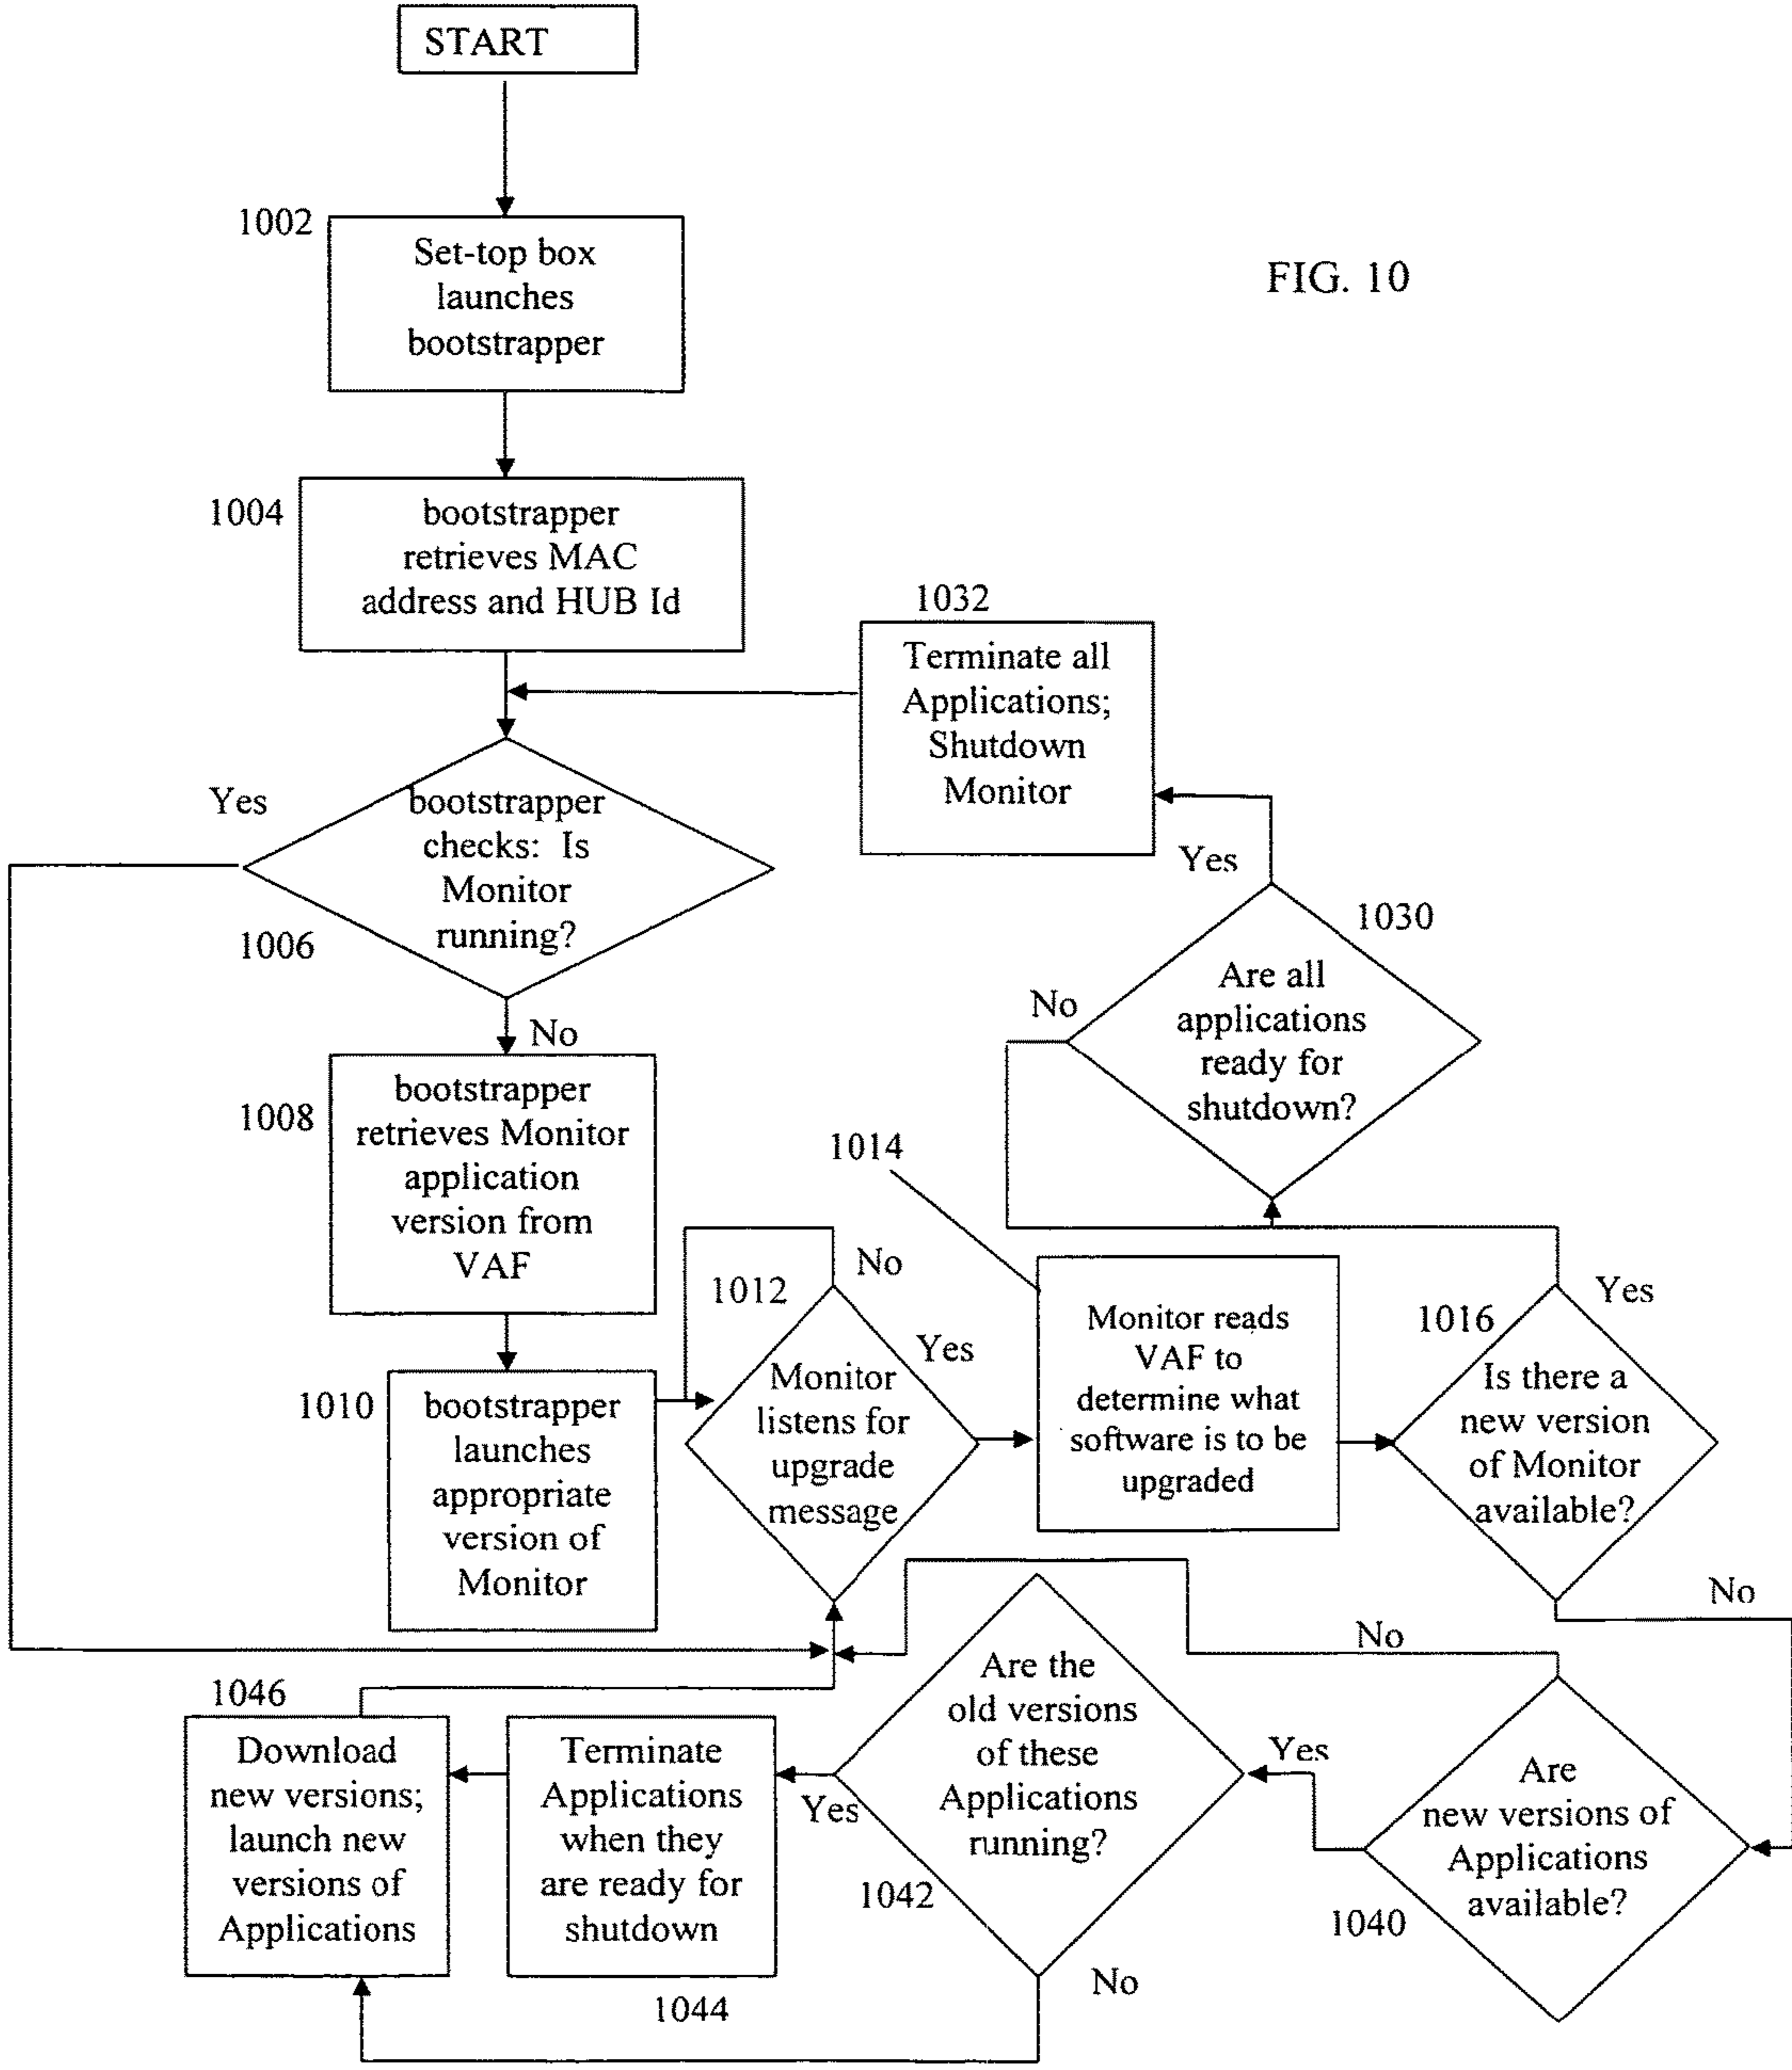 START
1002
Set-top box
launches
bootstrapper
FIG. 10
1004
bootstrapper
retrieves MAC
address and HUB Id
1032
Terminate all
Applications;
Shutdown
Monitor
Yes
bootstrapper
checks: Is
Monitor
running?
1006
Yes
1030
Are all
applications
ready for
shutdown?
No
No
1008
bootstrapper
retrieves Monitor
application
version from
VAF
1014
No
1012
1010
bootstrapper
launches
appropriate
version of
Monitor
Monitor
listens for
upgrade
message
Yes
Monitor reads
VAF to
determine what
software is to be
upgraded
1016
Yes
Is there a
new version
of Monitor
available?
No
No
1046
Download
new versions;
launch new
versions of
Applications
Terminate
Applications
when they
are ready for
shutdown
1044
Yes
Are the
old versions
of these
Applications
running?
1042
No
Yes
Are
new versions of
Applications
available?
1040